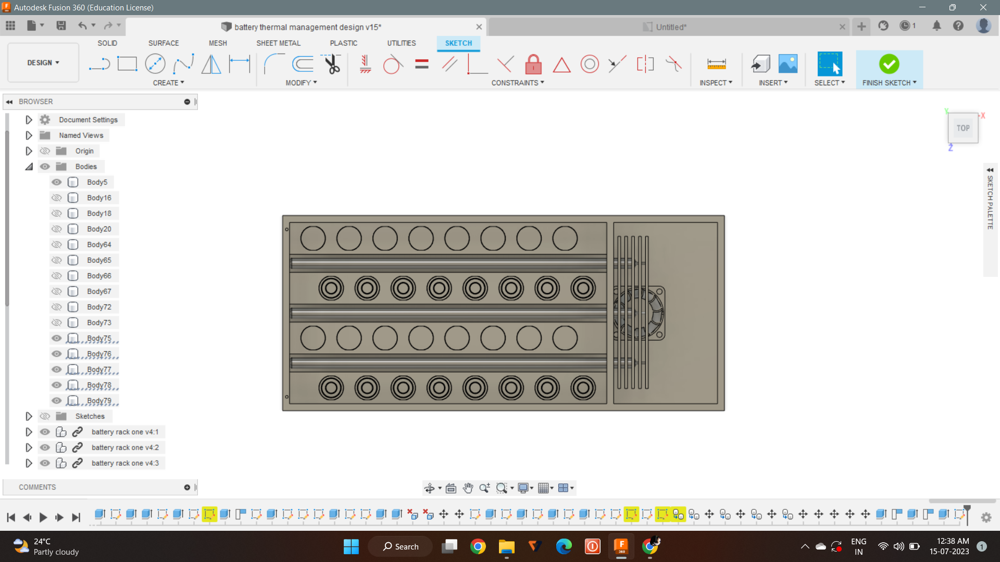 Autodesk Fusion 360 (Education License)
battery thermal management design v15*
Untitled*
1
SOLID SURFACE MESH SHEET METAL PLASTIC UTILITIES SKETCH
DESIGN
CREATE MODIFY CONSTRAINTS INSPECT INSERT SELECT FINISH SKETCH
BROWSER
Document Settings
Named Views
Origin
Bodies
Body5
Body16
Body18
Body20
Body64
Body65
Body66
Body67
Body72
Body73
Body75
Body76
Body77
Body78
Body79
Sketches
battery rack one v4:1
battery rack one v4:2
battery rack one v4:3
COMMENTS
Y
X
TOP
Z
SKETCH PALETTE
24°C
Partly cloudy
Search
F
360
ENG
IN
12:38 AM
15-07-2023
1